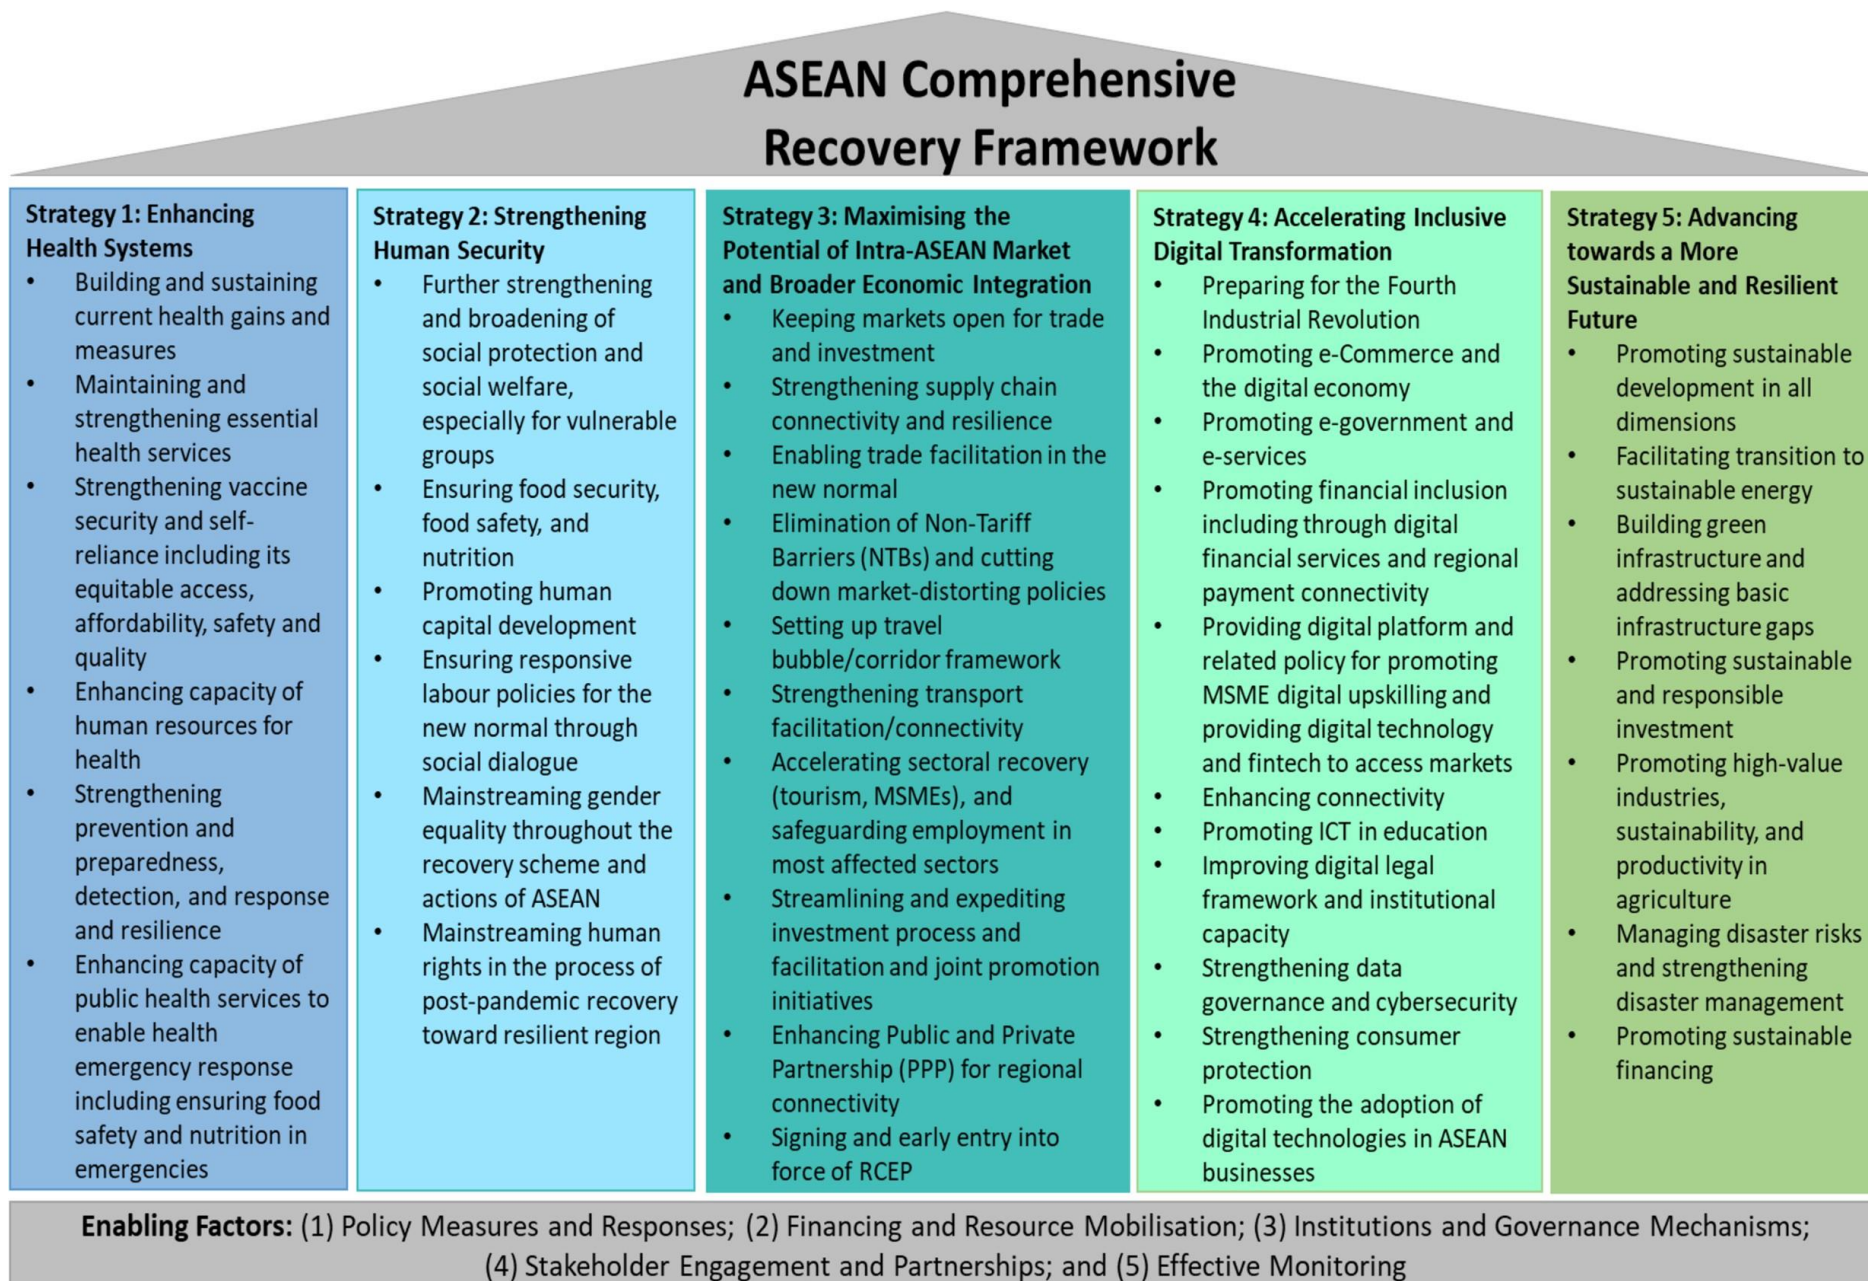 ASEAN Comprehensive
Recovery Framework
Strategy 1: Enhancing
Health Systems
• Building and sustaining
current health gains and
measures
• Maintaining and
strengthening essential
health services
• Strengthening vaccine
security and self-
reliance including its
equitable access,
affordability, safety and
quality
• Enhancing capacity of
human resources for
health
• Strengthening
prevention and
preparedness,
detection, and response
and resilience
• Enhancing capacity of
public health services to
enable health
emergency response
including ensuring food
safety and nutrition in
emergencies
Strategy 2: Strengthening
Human Security
• Further strengthening
and broadening of
social protection and
social welfare,
especially for vulnerable
groups
• Ensuring food security,
food safety, and
nutrition
• Promoting human
capital development
• Ensuring responsive
labour policies for the
new normal through
social dialogue
• Mainstreaming gender
equality throughout the
recovery scheme and
actions of ASEAN
• Mainstreaming human
rights in the process of
post-pandemic recovery
toward resilient region
Strategy 3: Maximising the
Potential of Intra-ASEAN Market
and Broader Economic Integration
• Keeping markets open for trade
and investment
• Strengthening supply chain
connectivity and resilience
• Enabling trade facilitation in the
new normal
• Elimination of Non-Tariff
Barriers (NTBs) and cutting
down market-distorting policies
• Setting up travel
bubble/corridor framework
• Strengthening transport
facilitation/connectivity
• Accelerating sectoral recovery
(tourism, MSMEs), and
safeguarding employment in
most affected sectors
• Streamlining and expediting
investment process and
facilitation and joint promotion
initiatives
• Enhancing Public and Private
Partnership (PPP) for regional
connectivity
• Signing and early entry into
force of RCEP
Strategy 4: Accelerating Inclusive
Digital Transformation
• Preparing for the Fourth
Industrial Revolution
• Promoting e-Commerce and
the digital economy
• Promoting e-government and
e-services
• Promoting financial inclusion
including through digital
financial services and regional
payment connectivity
• Providing digital platform and
related policy for promoting
MSME digital upskilling and
providing digital technology
and fintech to access markets
• Enhancing connectivity
• Promoting ICT in education
• Improving digital legal
framework and institutional
capacity
• Strengthening data
governance and cybersecurity
• Strengthening consumer
protection
• Promoting the adoption of
digital technologies in ASEAN
businesses
Strategy 5: Advancing
towards a More
Sustainable and Resilient
Future
• Promoting sustainable
development in all
dimensions
• Facilitating transition to
sustainable energy
• Building green
infrastructure and
addressing basic
infrastructure gaps
• Promoting sustainable
and responsible
investment
• Promoting high-value
industries,
sustainability, and
productivity in
agriculture
• Managing disaster risks
and strengthening
disaster management
• Promoting sustainable
financing
Enabling Factors: (1) Policy Measures and Responses; (2) Financing and Resource Mobilisation; (3) Institutions and Governance Mechanisms;
(4) Stakeholder Engagement and Partnerships; and (5) Effective Monitoring